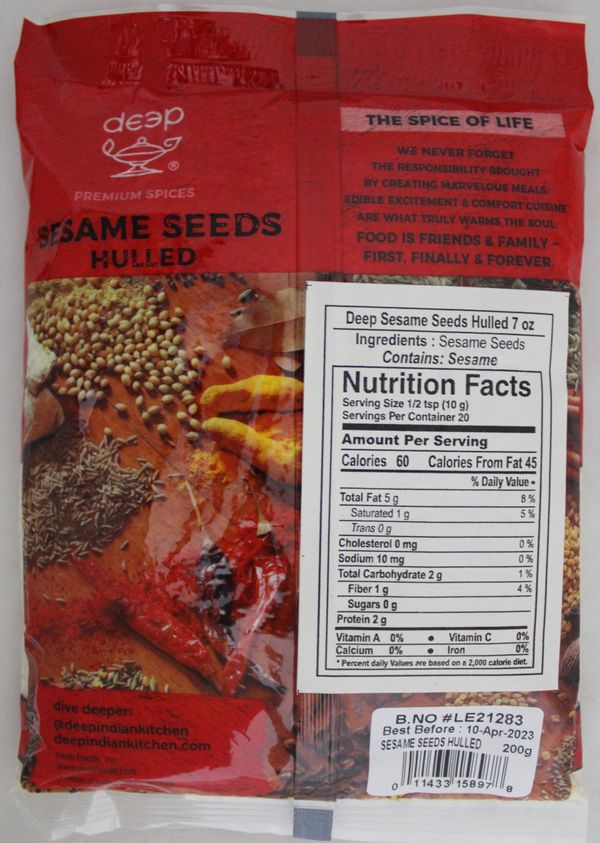 deep
®
PREMIUM SPICES
SESAME SEEDS
HULLED
THE SPICE OF LIFE
WE NEVER FORGET
THE RESPONSIBILITY BROUGHT
BY CREATING MARVELOUS MEALS.
EDIBLE EXCITEMENT & COMFORT CUISINE
ARE WHAT TRULY WARMS THE SOUL.
FOOD IS FRIENDS & FAMILY –
FIRST, FINALLY & FOREVER.
Deep Sesame Seeds Hulled 7 oz
Ingredients : Sesame Seeds
Contains: Sesame
Nutrition Facts
Serving Size 1/2 tsp (10 g)
Servings Per Container 20
Amount Per Serving
Calories 60 Calories From Fat 45
% Daily Value *
Total Fat 5 g 8 %
Saturated 1 g 5 %
Trans 0 g
Cholesterol 0 mg 0 %
Sodium 10 mg 0 %
Total Carbohydrate 2 g 1 %
Fiber 1 g 4 %
Sugars 0 g
Protein 2 g
Vitamin A 0% • Vitamin C 0%
Calcium 0% • Iron 0%
* Percent daily Values are based on a 2,000 calorie diet.
dive deeper:
@deepindiankitchen
deepindiankitchen.com
Deep Foods, Inc
www.deepfoods.com
B.NO #LE21283
Best Before : 10-Apr-2023
SESAME SEEDS HULLED 200g
0 11433 15897 8